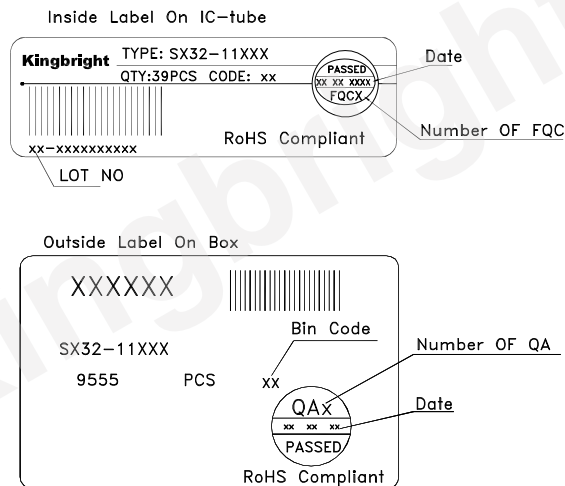 Inside Label On IC-tube
Kingbright
TYPE: SX32-11XXX
QTY:39PCS CODE: xx
PASSED
xx xx xxxx
FQCX
Date
Number OF FQC
RoHS Compliant
xx-xxxxxxxxxx
LOT NO
Outside Label On Box
XXXXXX
Bin Code
SX32-11XXX
9555 PCS xx
Number OF QA
QAx
xx xx xx
Date
PASSED
RoHS Compliant
Kingbright